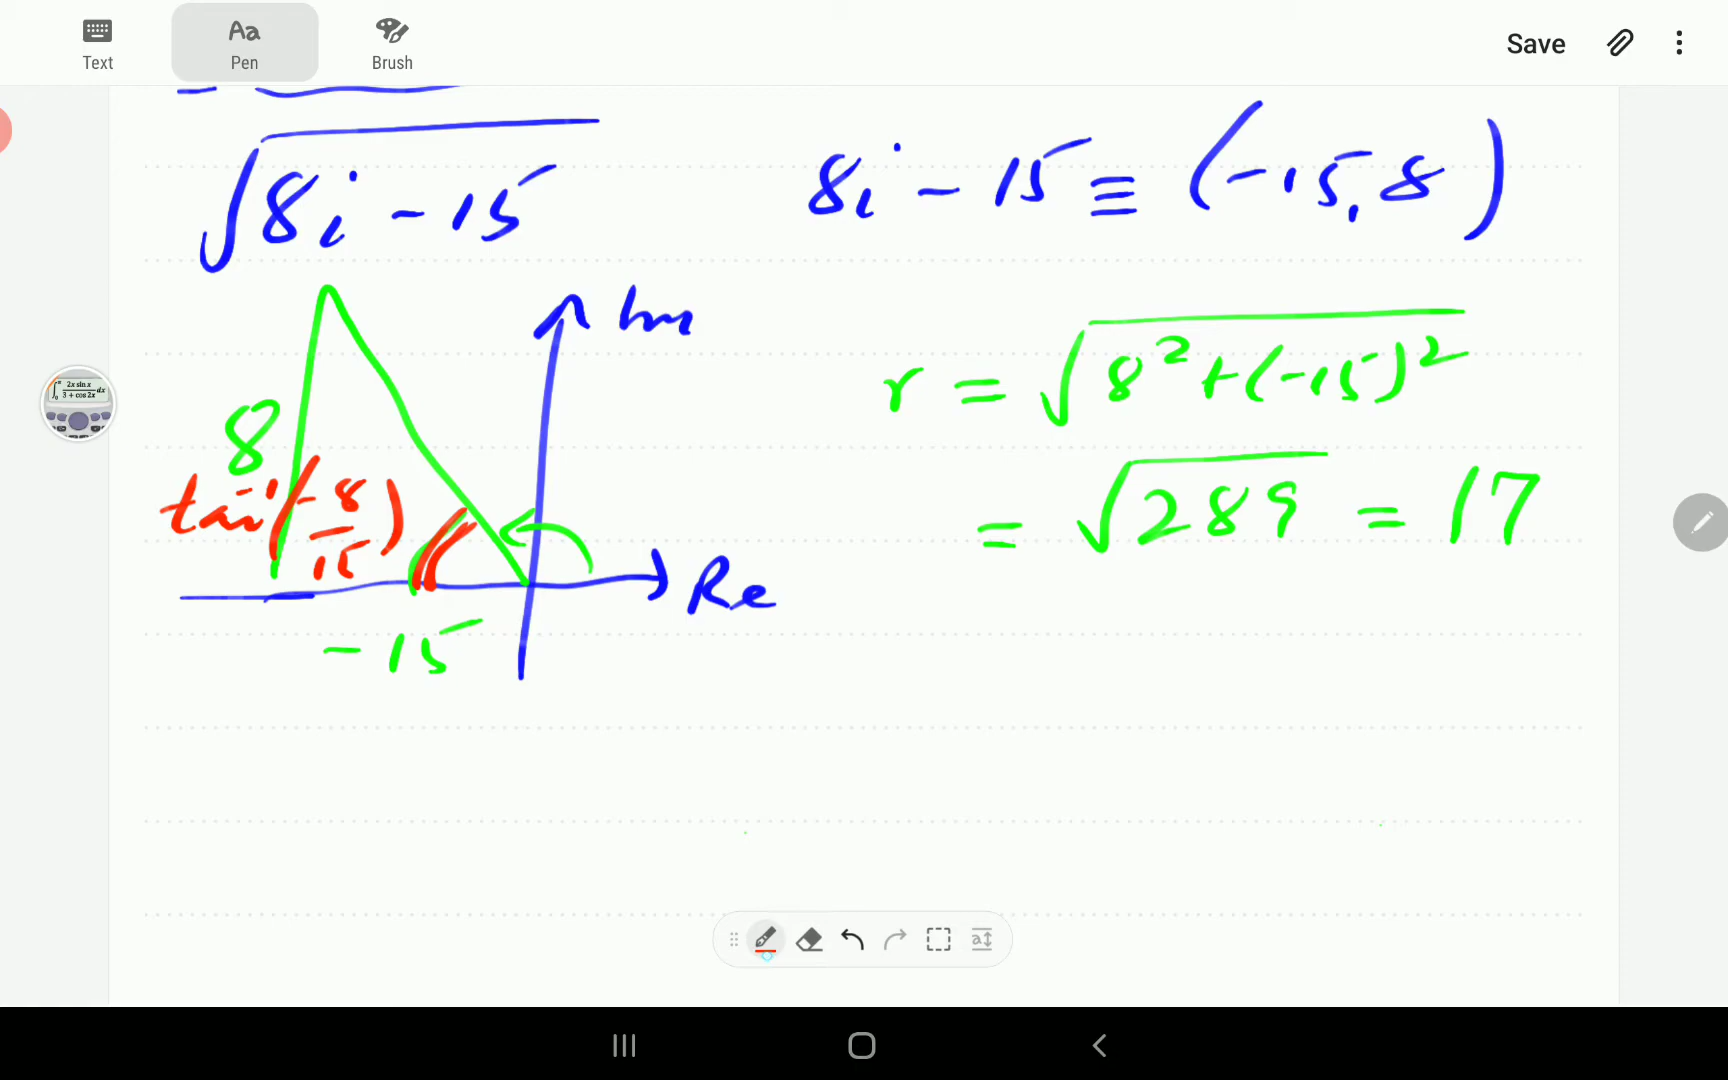 Text
Aa
Pen
Brush
Save
√8i - 15
8i - 15 ≡ (-15, 8)
Im
8
r = √8² + (-15)²
tan⁻¹(-8/15)
= √289 = 17
Re
-15